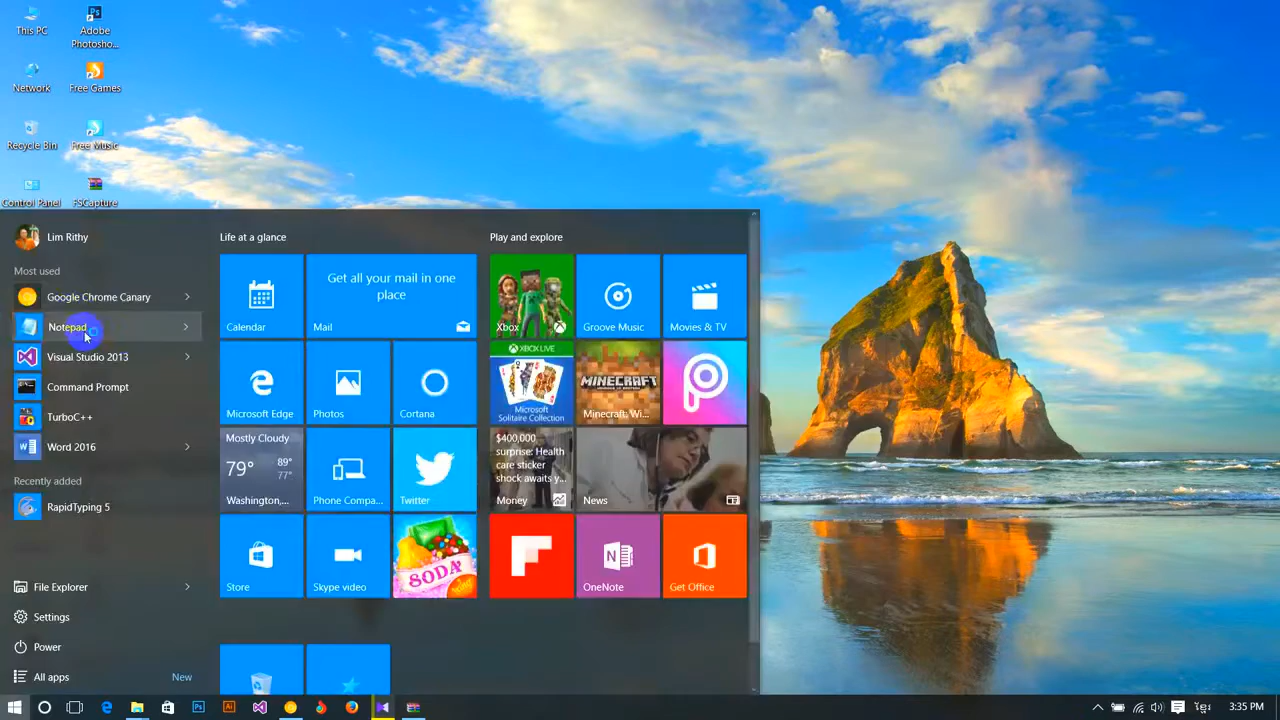 This PC
Adobe
Photosho...
Network
Free Games
Recycle Bin
Free Music
Control Panel
FSCapture
Lim Rithy
Most used
Google Chrome Canary
Notepad
Visual Studio 2013
Command Prompt
TurboC++
Word 2016
Recently added
RapidTyping 5
File Explorer
Settings
Power
All apps
New
Life at a glance
Calendar
Get all your mail in one
place
Mail
Microsoft Edge
Photos
Cortana
Mostly Cloudy
79°
89°
77°
Washington,...
Phone Compa...
Twitter
Store
Skype video
SODA
Play and explore
Xbox
Groove Music
Movies & TV
XBOX LIVE
Microsoft
Solitaire Collection
MINECRAFT
Minecraft: Wi...
$400,000
surprise: Health
care sticker
shock awaits y...
Money
News
OneNote
Get Office
ខ្មែរ
3:35 PM